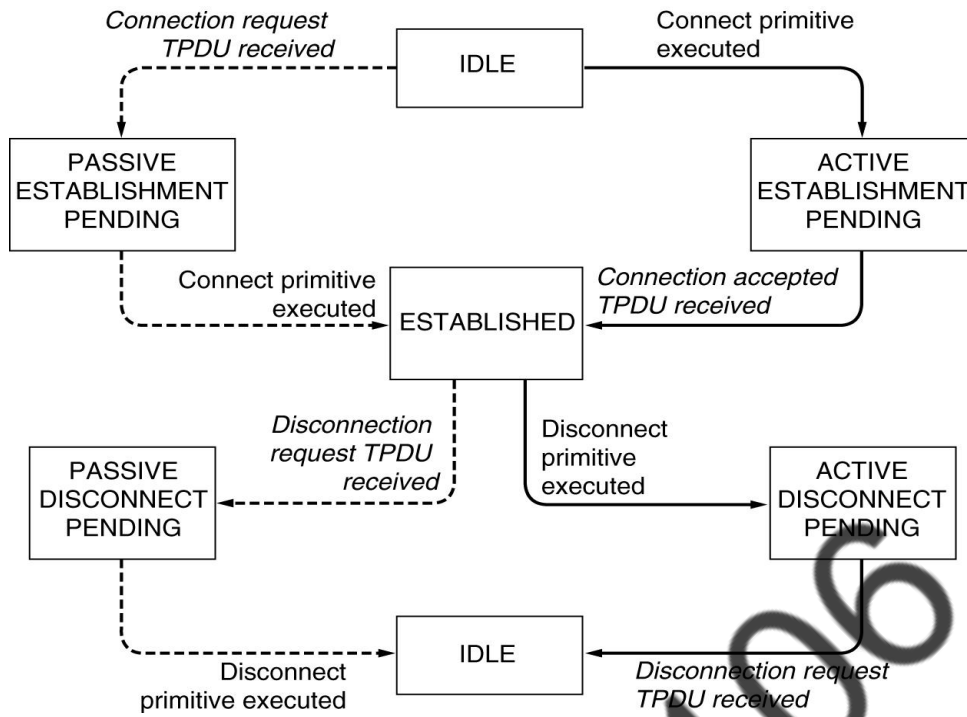 Connection request
TPDU received
IDLE
Connect primitive
executed
PASSIVE
ESTABLISHMENT
PENDING
ACTIVE
ESTABLISHMENT
PENDING
Connect primitive
executed
ESTABLISHED
Connection accepted
TPDU received
Disconnection
request TPDU
received
Disconnect
primitive
executed
PASSIVE
DISCONNECT
PENDING
ACTIVE
DISCONNECT
PENDING
Disconnect
primitive executed
IDLE
Disconnection request
TPDU received
06